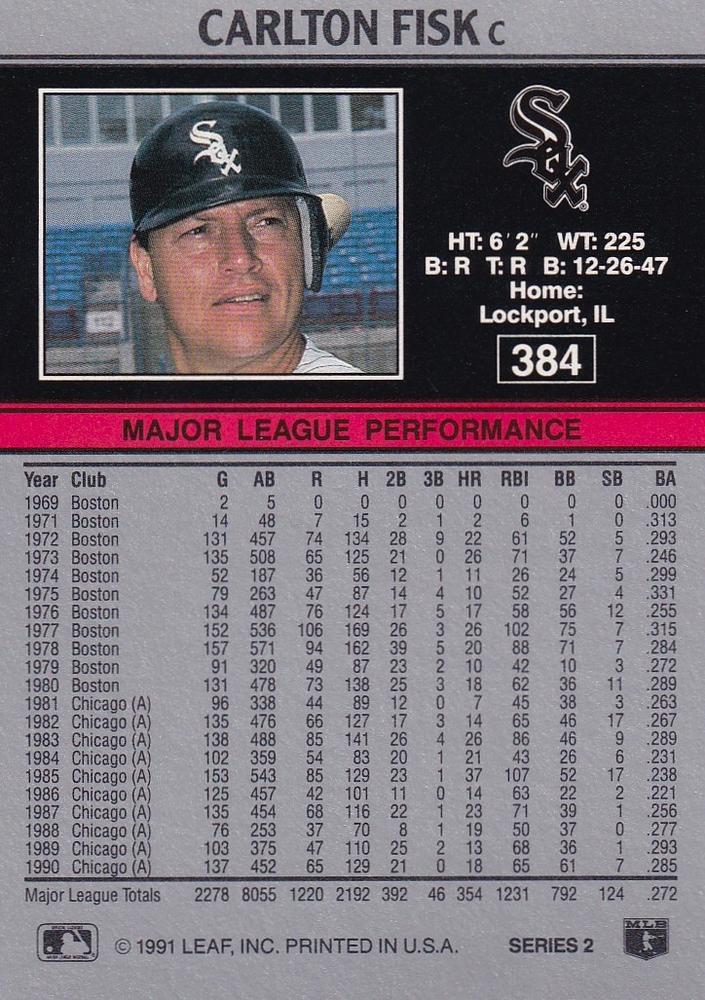 CARLTON FISK C
Sox
Sox
HT: 6' 2" WT: 225
B: R T: R B: 12-26-47
Home:
Lockport, IL
384
MAJOR LEAGUE PERFORMANCE
Year Club G AB R H 2B 3B HR RBI BB SB BA
1969 Boston 2 5 0 0 0 0 0 0 0 0 .000
1971 Boston 14 48 7 15 2 1 2 6 1 0 .313
1972 Boston 131 457 74 134 28 9 22 61 52 5 .293
1973 Boston 135 508 65 125 21 0 26 71 37 7 .246
1974 Boston 52 187 36 56 12 1 11 26 24 5 .299
1975 Boston 79 263 47 87 14 4 10 52 27 4 .331
1976 Boston 134 487 76 124 17 5 17 58 56 12 .255
1977 Boston 152 536 106 169 26 3 26 102 75 7 .315
1978 Boston 157 571 94 162 39 5 20 88 71 7 .284
1979 Boston 91 320 49 87 23 2 10 42 10 3 .272
1980 Boston 131 478 73 138 25 3 18 62 36 11 .289
1981 Chicago (A) 96 338 44 89 12 0 7 45 38 3 .263
1982 Chicago (A) 135 476 66 127 17 3 14 65 46 17 .267
1983 Chicago (A) 138 488 85 141 26 4 26 86 46 9 .289
1984 Chicago (A) 102 359 54 83 20 1 21 43 26 6 .231
1985 Chicago (A) 153 543 85 129 23 1 37 107 52 17 .238
1986 Chicago (A) 125 457 42 101 11 0 14 63 22 2 .221
1987 Chicago (A) 135 454 68 116 22 1 23 71 39 1 .256
1988 Chicago (A) 76 253 37 70 8 1 19 50 37 0 .277
1989 Chicago (A) 103 375 47 110 25 2 13 68 36 1 .293
1990 Chicago (A) 137 452 65 129 21 0 18 65 61 7 .285
Major League Totals 2278 8055 1220 2192 392 46 354 1231 792 124 .272
© 1991 LEAF, INC. PRINTED IN U.S.A. SERIES 2
MLB